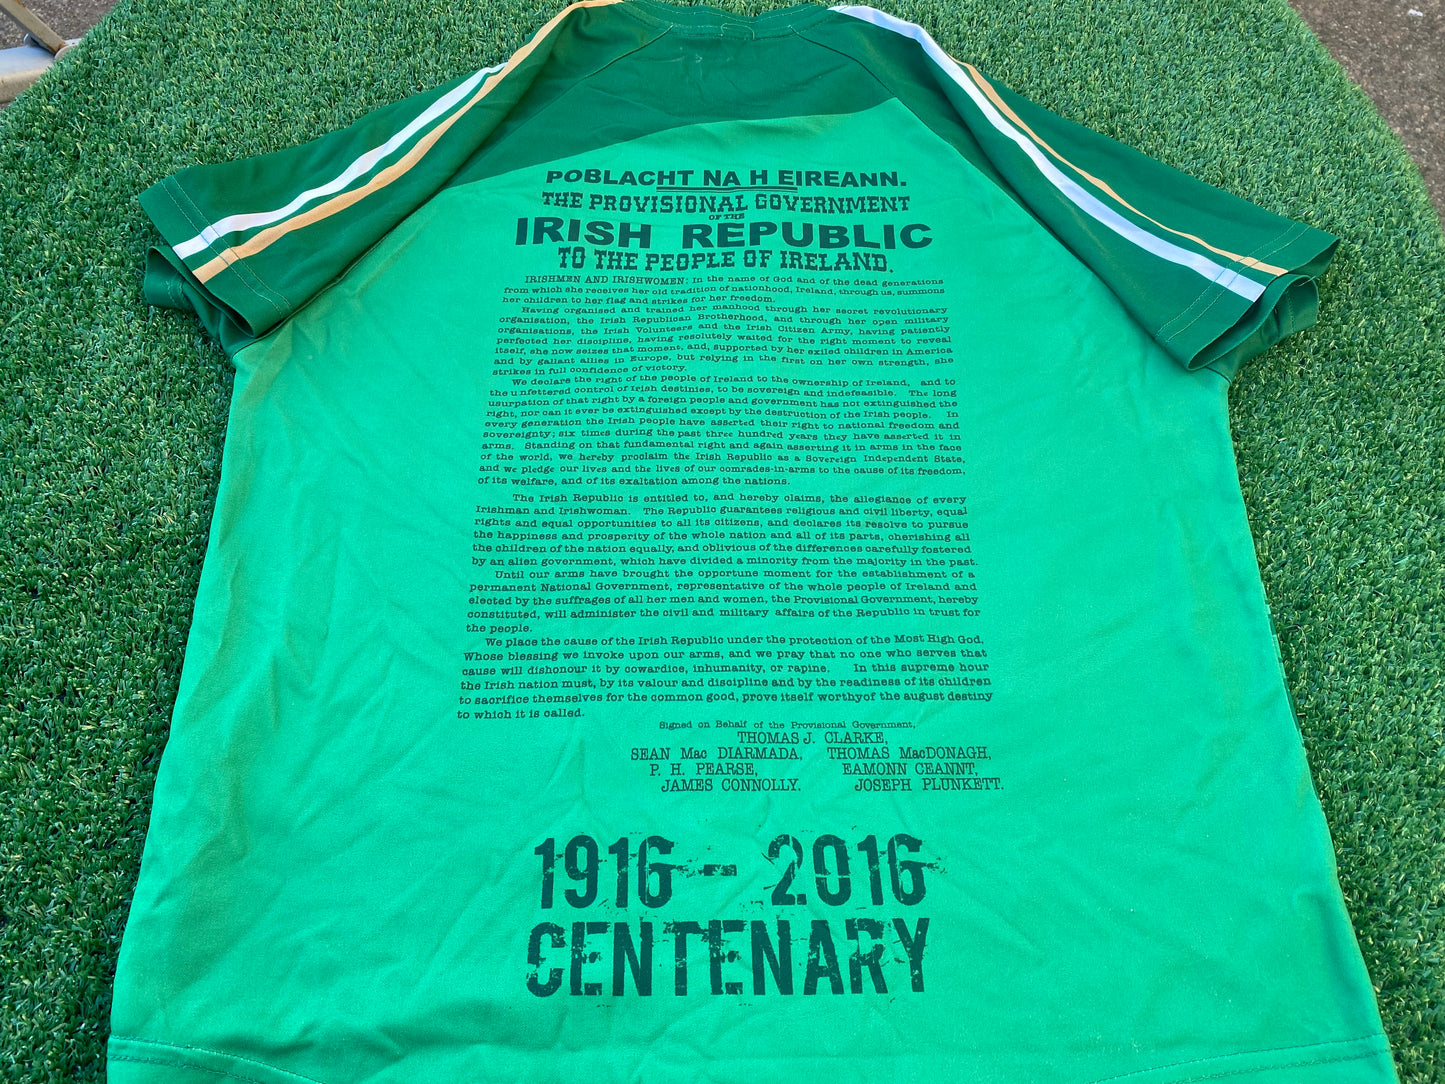 POBLACHT NA H EIREANN.
THE PROVISIONAL GOVERNMENT
OF THE
IRISH REPUBLIC
TO THE PEOPLE OF IRELAND.
IRISHMEN AND IRISHWOMEN: In the name of God and of the dead generations
from which she receives her old tradition of nationhood, Ireland, through us, summons
her children to her flag and strikes for her freedom.
Having organised and trained her manhood through her secret revolutionary
organisation, the Irish Republican Brotherhood, and through her open military
organisations, the Irish Volunteers and the Irish Citizen Army, having patiently
perfected her discipline, having resolutely waited for the right moment to reveal
itself, she now seizes that moment, and, supported by her exiled children in America
and by gallant allies in Europe, but relying in the first on her own strength, she
strikes in full confidence of victory.
We declare the right of the people of Ireland to the ownership of Ireland, and to
the unfettered control of Irish destinies, to be sovereign and indefeasible. The long
usurpation of that right by a foreign people and government has not extinguished the
right, nor can it ever be extinguished except by the destruction of the Irish people. In
every generation the Irish people have asserted their right to national freedom and
sovereignty; six times during the past three hundred years they have asserted it in
arms. Standing on that fundamental right and again asserting it in arms in the face
of the world, we hereby proclaim the Irish Republic as a Sovereign Independent State,
and we pledge our lives and the lives of our comrades-in-arms to the cause of its freedom,
of its welfare, and of its exaltation among the nations.
The Irish Republic is entitled to, and hereby claims, the allegiance of every
Irishman and Irishwoman. The Republic guarantees religious and civil liberty, equal
rights and equal opportunities to all its citizens, and declares its resolve to pursue
the happiness and prosperity of the whole nation and all of its parts, cherishing all
the children of the nation equally, and oblivious of the differences carefully fostered
by an alien government, which have divided a minority from the majority in the past.
Until our arms have brought the opportune moment for the establishment of a
permanent National Government, representative of the whole people of Ireland and
elected by the suffrages of all her men and women, the Provisional Government, hereby
constituted, will administer the civil and military affairs of the Republic in trust for
the people.
We place the cause of the Irish Republic under the protection of the Most High God,
Whose blessing we invoke upon our arms, and we pray that no one who serves that
cause will dishonour it by cowardice, inhumanity, or rapine. In this supreme hour
the Irish nation must, by its valour and discipline and by the readiness of its children
to sacrifice themselves for the common good, prove itself worthyof the august destiny
to which it is called.
Signed on Behalf of the Provisional Government,
THOMAS J. CLARKE,
SEAN Mac DIARMADA, THOMAS MacDONAGH,
P. H. PEARSE, EAMONN CEANNT,
JAMES CONNOLLY. JOSEPH PLUNKETT.
1916 - 2016
CENTENARY